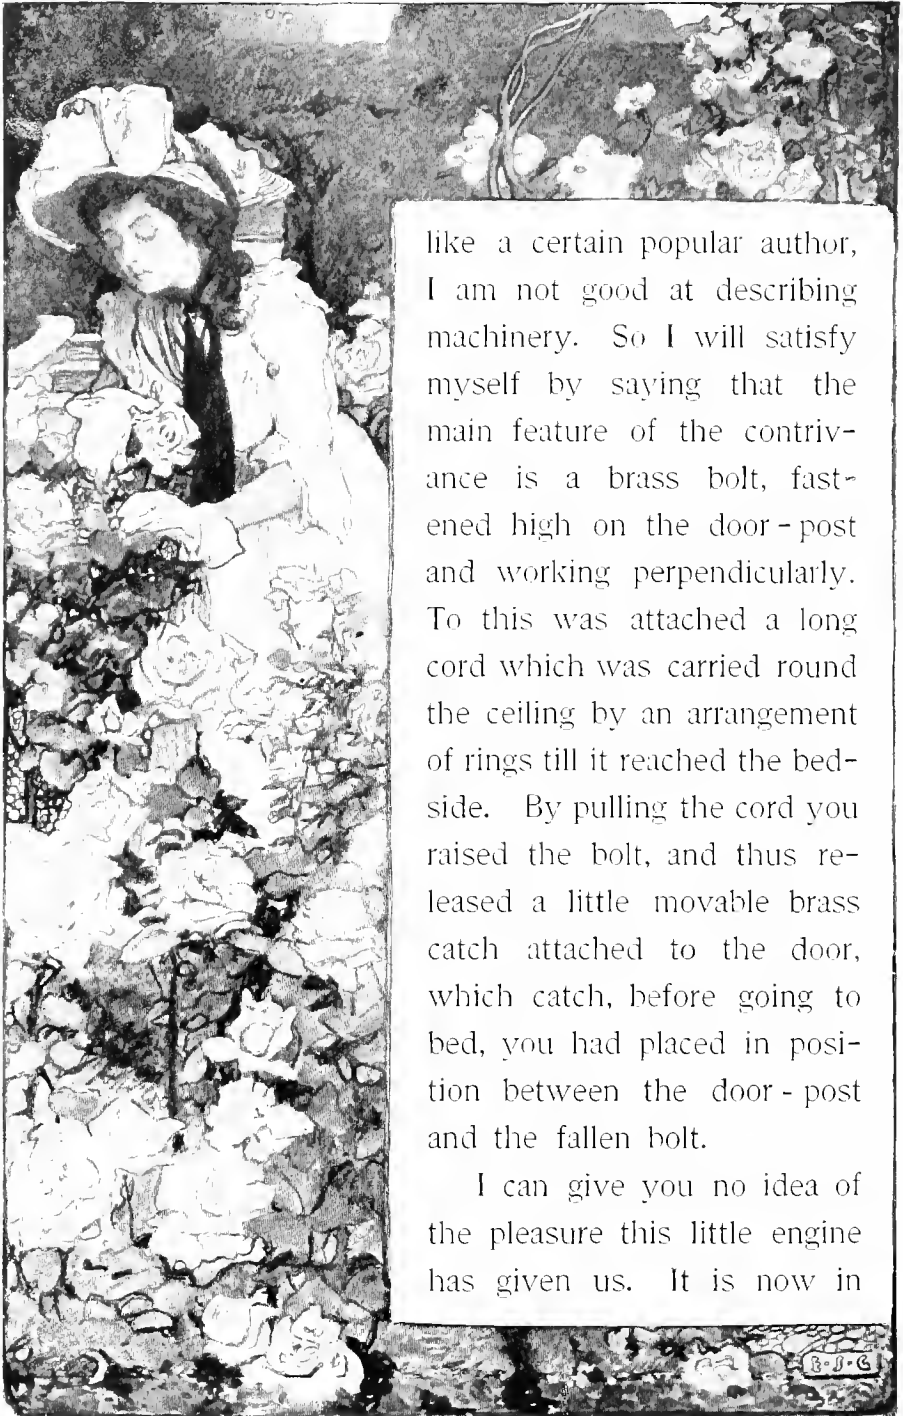 like a certain popular author,
I am not good at describing
machinery. So I will satisfy
myself by saying that the
main feature of the contriv-
ance is a brass bolt, fast-
ened high on the door-post
and working perpendicularly.
To this was attached a long
cord which was carried round
the ceiling by an arrangement
of rings till it reached the bed-
side. By pulling the cord you
raised the bolt, and thus re-
leased a little movable brass
catch attached to the door,
which catch, before going to
bed, you had placed in posi-
tion between the door-post
and the fallen bolt.
I can give you no idea of
the pleasure this little engine
has given us. It is now in